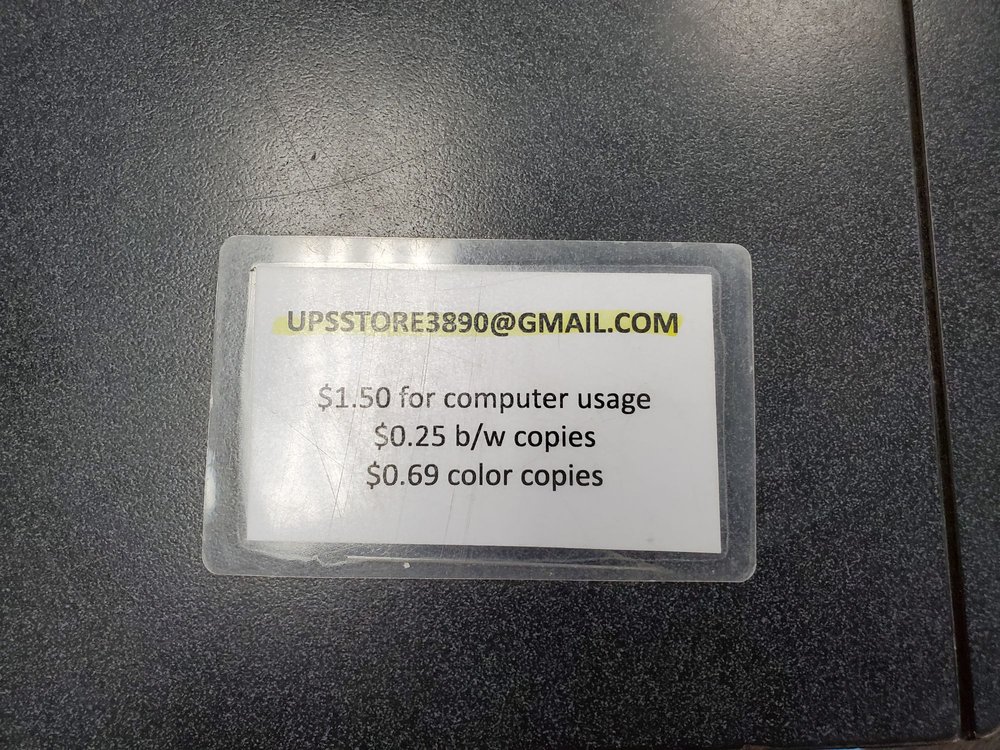 UPSSTORE3890@GMAIL.COM
$1.50 for computer usage
$0.25 b/w copies
$0.69 color copies